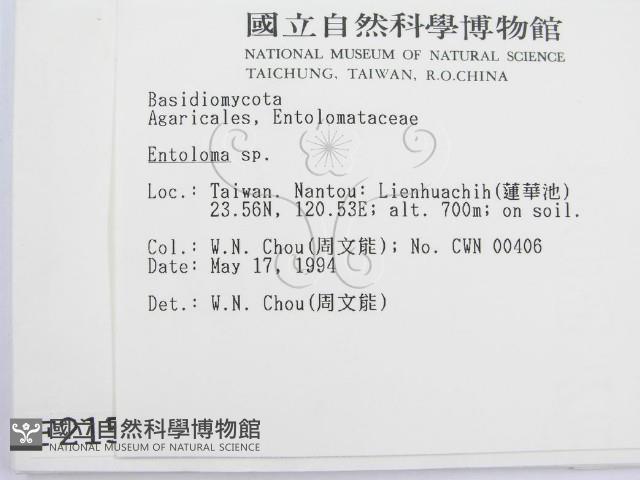 國立自然科學博物館
NATIONAL MUSEUM OF NATURAL SCIENCE
TAICHUNG, TAIWAN, R.O.CHINA
Basidiomycota
Agaricales, Entolomataceae
Entoloma sp.
Loc.: Taiwan. Nantou: Lienhuachih(蓮華池)
23.56N, 120.53E; alt. 700m; on soil.
Col.: W.N. Chou(周文能); No. CWN 00406
Date: May 17, 1994
Det.: W.N. Chou(周文能)
國立自然科學博物館
NATIONAL MUSEUM OF NATURAL SCIENCE